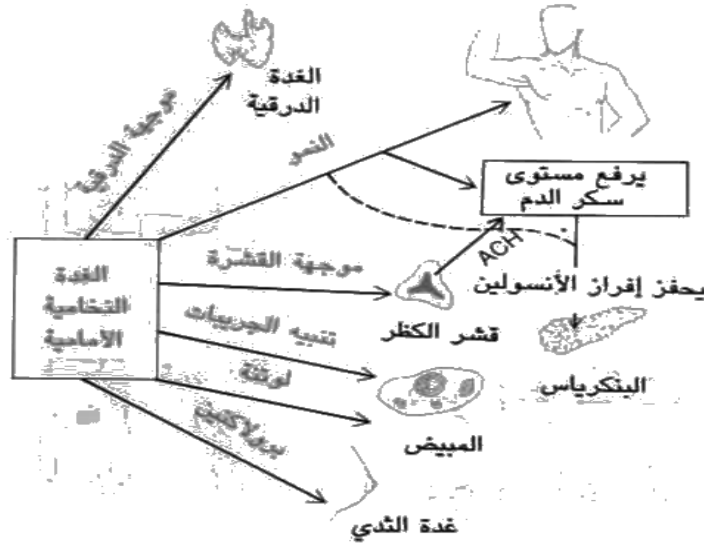 الغدة
الدرقية
موجهة الدرقية
النمو
يرفع مستوى
سكر الدم
ACH
موجهة القشرة
الغدة
النخامية
الأمامية
يحفز إفراز الأنسولين
قشر الكظر
تنبيه الجريبات
لوتئة
البنكرياس
المبيض
برولاكتين
غدة الثدي